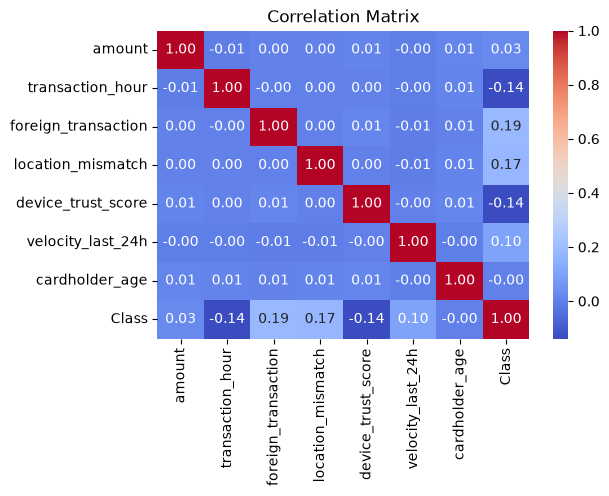 Correlation Matrix
amount 1.00 -0.01 0.00 0.00 0.01 -0.00 0.01 0.03
transaction_hour -0.01 1.00 -0.00 0.00 0.00 -0.00 0.01 -0.14
foreign_transaction 0.00 -0.00 1.00 0.00 0.01 -0.01 0.01 0.19
location_mismatch 0.00 0.00 0.00 1.00 0.00 -0.01 0.01 0.17
device_trust_score 0.01 0.00 0.01 0.00 1.00 -0.00 0.01 -0.14
velocity_last_24h -0.00 -0.00 -0.01 -0.01 -0.00 1.00 -0.00 0.10
cardholder_age 0.01 0.01 0.01 0.01 0.01 -0.00 1.00 -0.00
Class 0.03 -0.14 0.19 0.17 -0.14 0.10 -0.00 1.00
amount
transaction_hour
foreign_transaction
location_mismatch
device_trust_score
velocity_last_24h
cardholder_age
Class
1.0
0.8
0.6
0.4
0.2
0.0